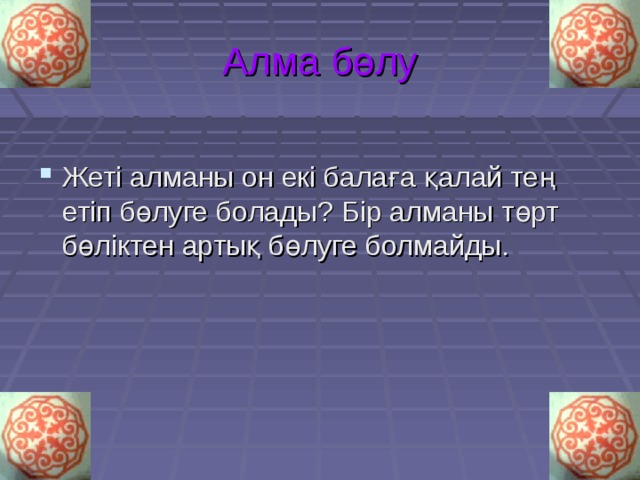 Алма бөлу
Жеті алманы он екі балаға қалай тең
етіп бөлуге болады? Бір алманы төрт
бөліктен артық бөлуге болмайды.